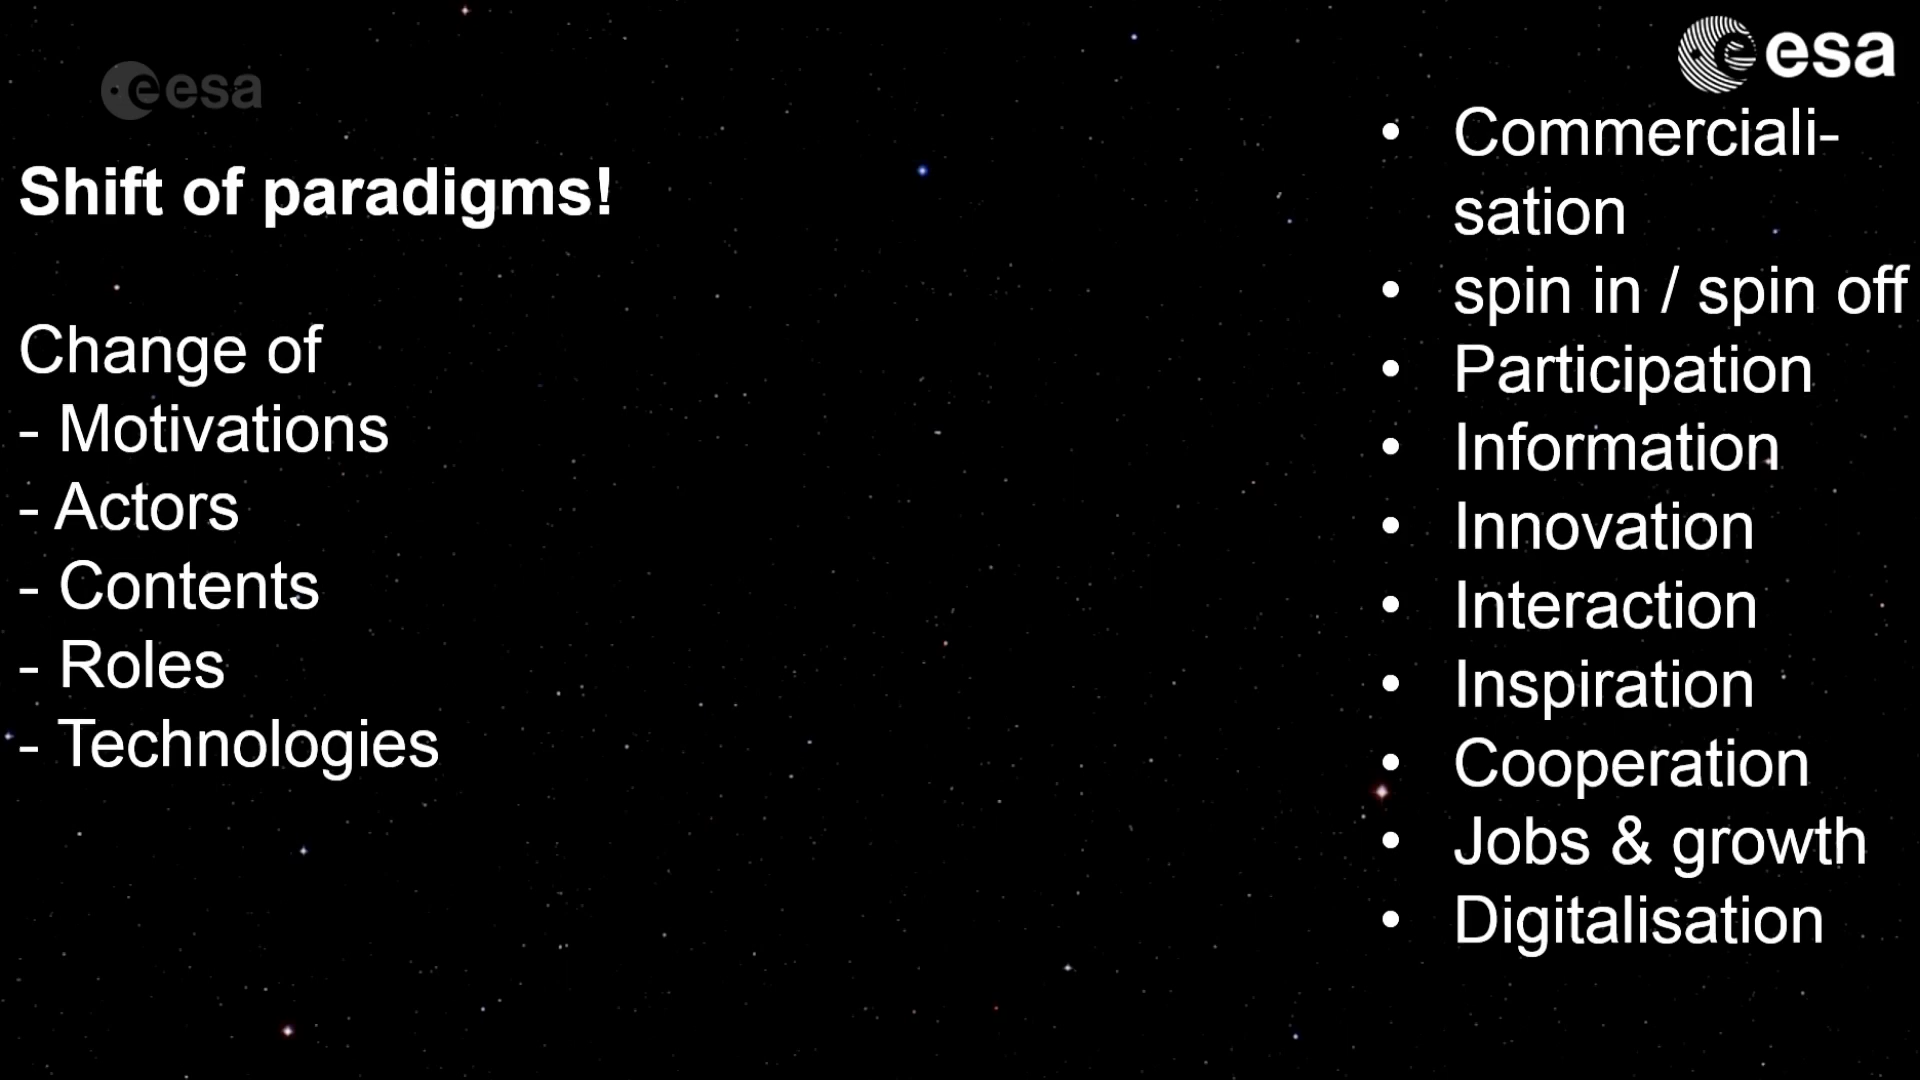 eesa
esa
Shift of paradigms!
Change of
- Motivations
- Actors
- Contents
- Roles
- Technologies
• Commerciali-
sation
• spin in / spin off
• Participation
• Information
• Innovation
• Interaction
• Inspiration
• Cooperation
• Jobs & growth
• Digitalisation